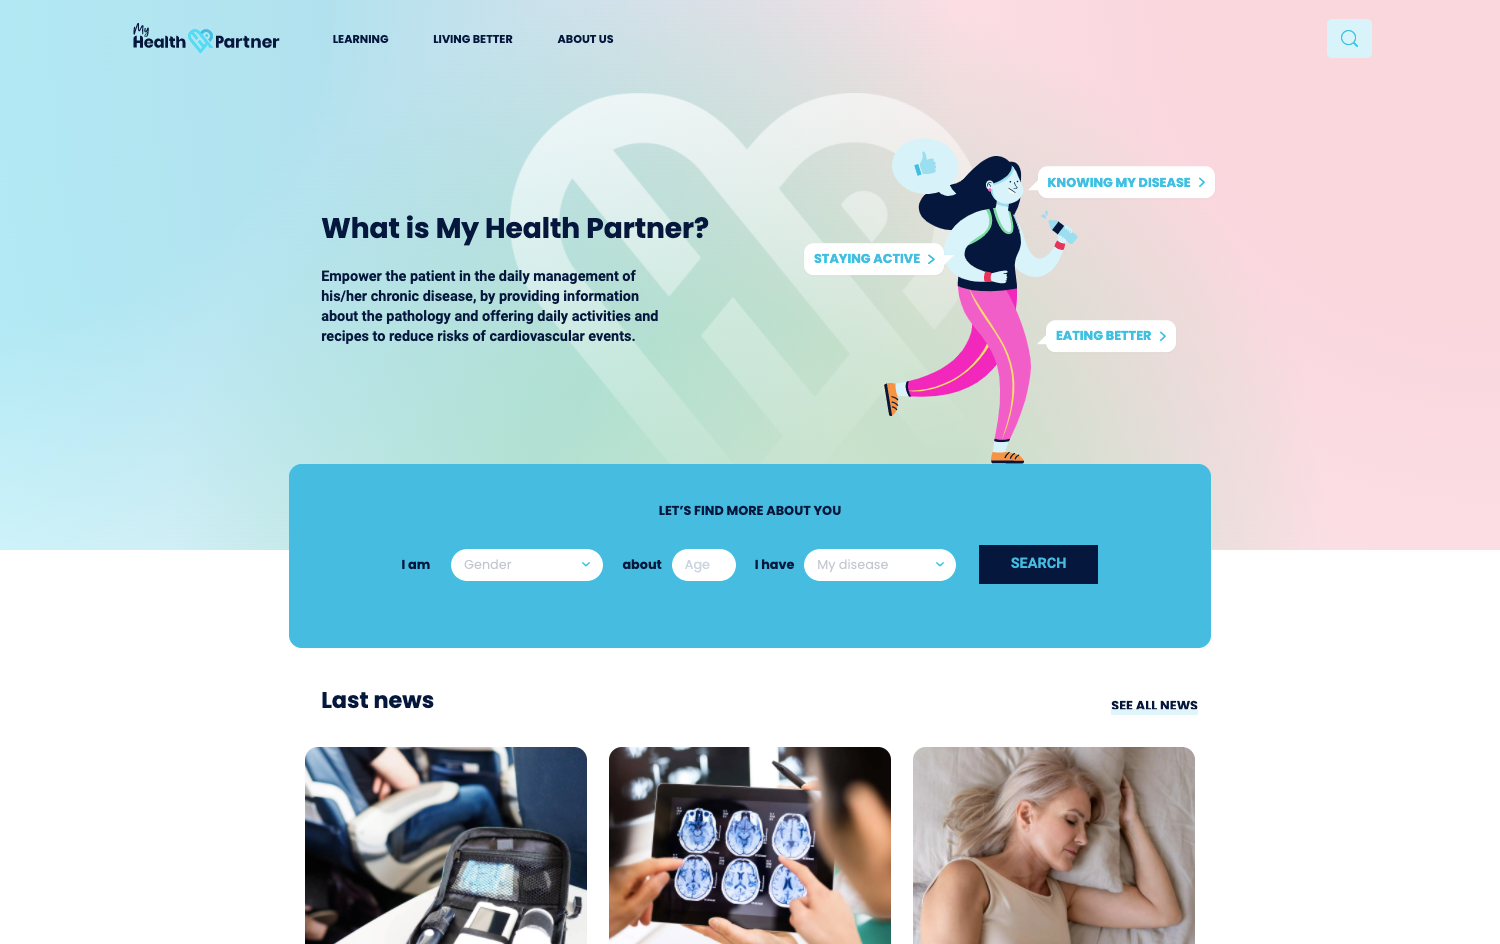 My
Health Partner
LEARNING
LIVING BETTER
ABOUT US
KNOWING MY DISEASE
What is My Health Partner?
STAYING ACTIVE
Empower the patient in the daily management of
his/her chronic disease, by providing information
about the pathology and offering daily activities and
recipes to reduce risks of cardiovascular events.
EATING BETTER
LET’S FIND MORE ABOUT YOU
I am Gender about Age I have My disease SEARCH
Last news
SEE ALL NEWS